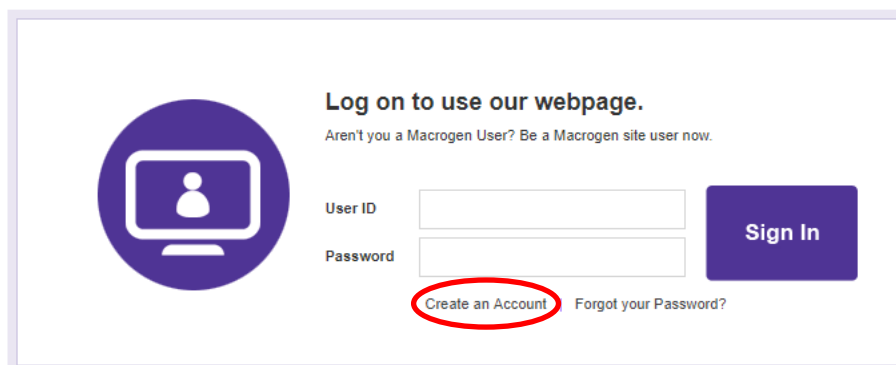 Log on to use our webpage.
Aren't you a Macrogen User? Be a Macrogen site user now.
User ID
Sign In
Password
Create an Account | Forgot your Password?